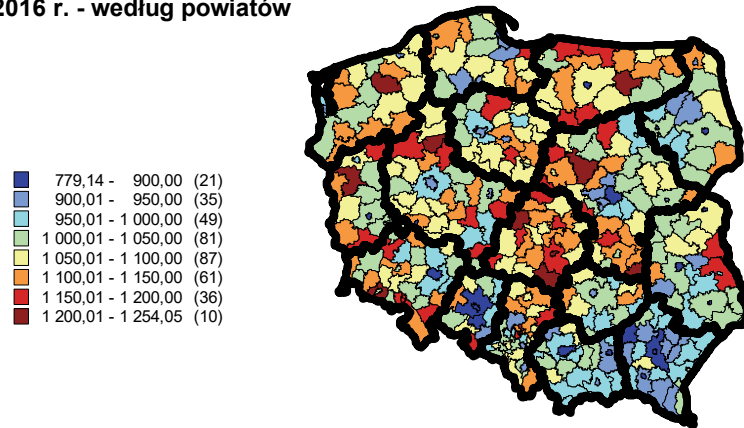 2016 r. - według powiatów
779,14 - 900,00 (21)
900,01 - 950,00 (35)
950,01 - 1 000,00 (49)
1 000,01 - 1 050,00 (81)
1 050,01 - 1 100,00 (87)
1 100,01 - 1 150,00 (61)
1 150,01 - 1 200,00 (36)
1 200,01 - 1 254,05 (10)